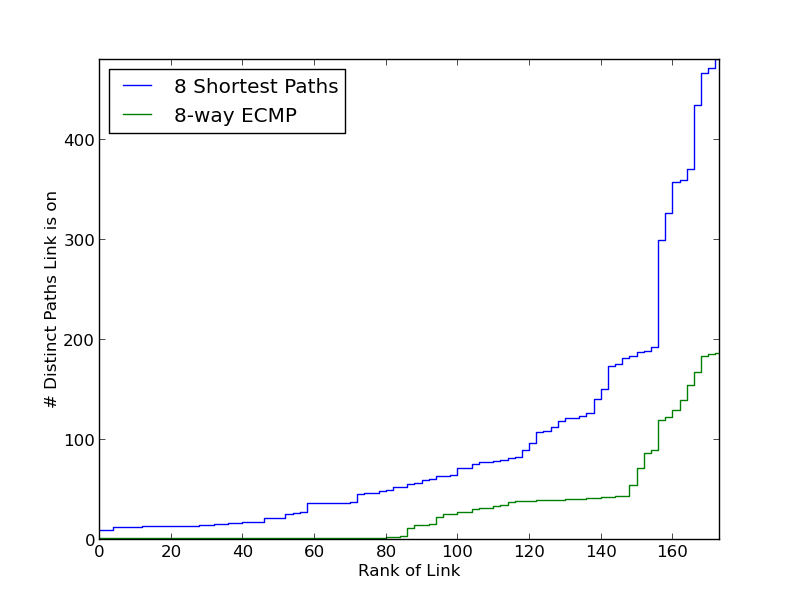 8 Shortest Paths
8-way ECMP
# Distinct Paths Link is on
400
300
200
100
0
0 20 40 60 80 100 120 140 160
Rank of Link